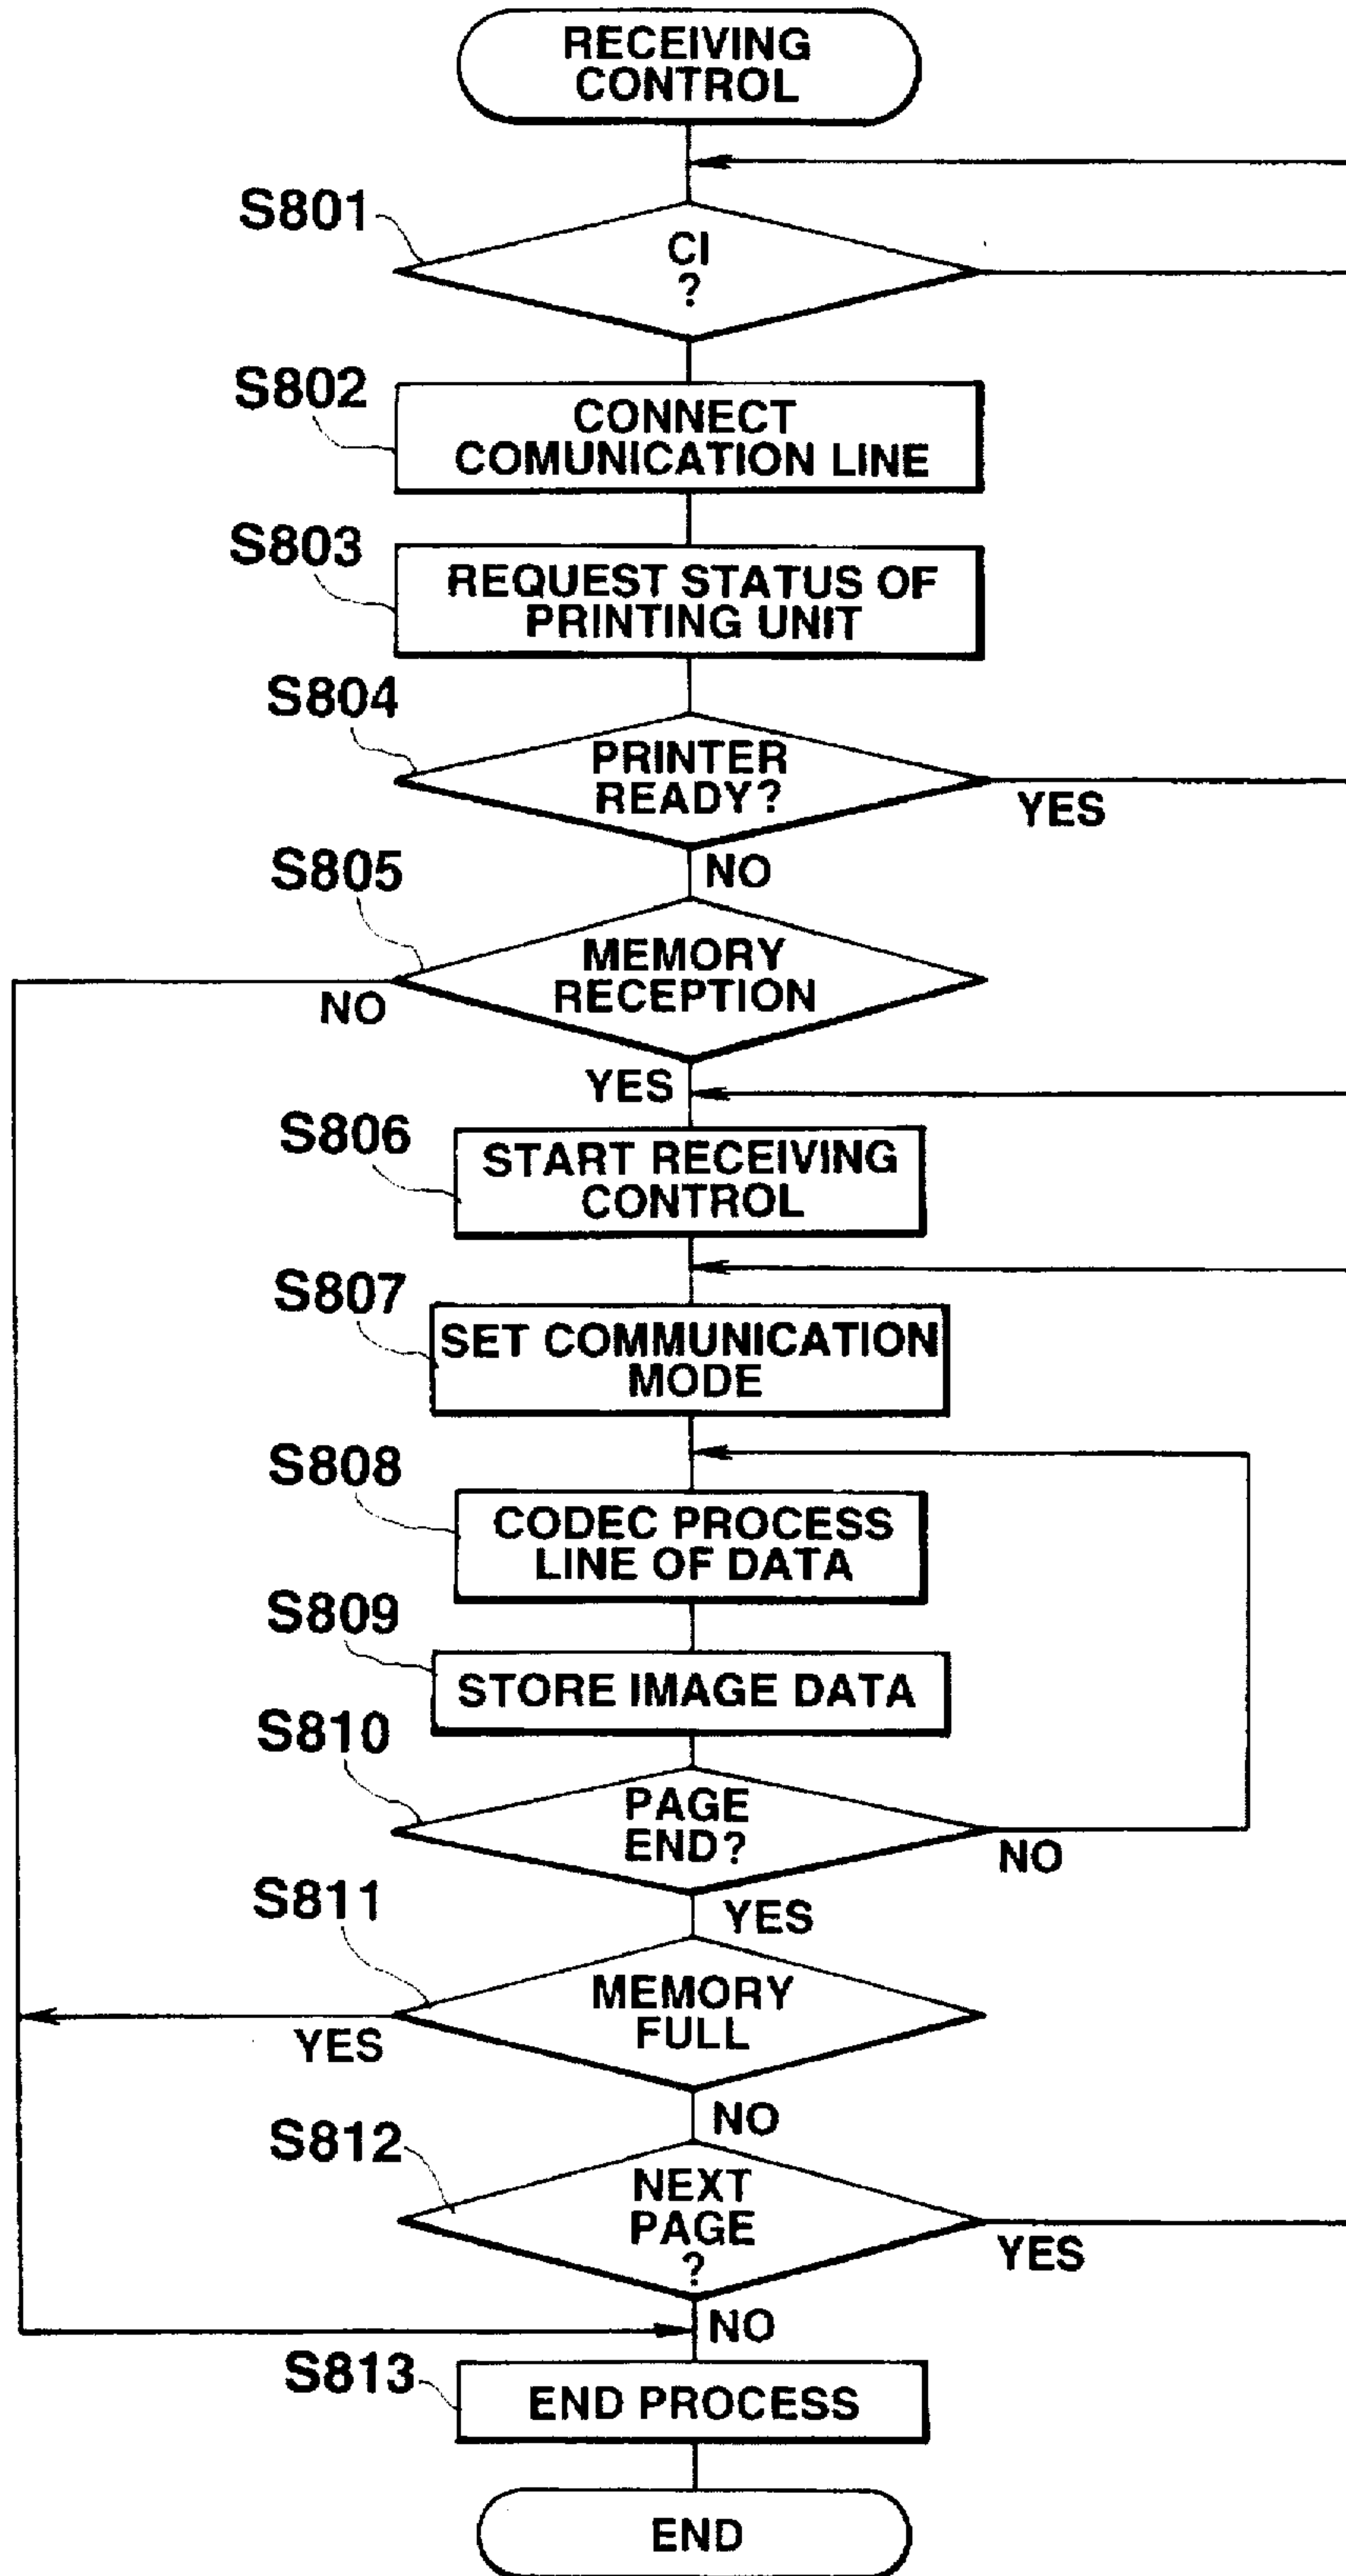 RECEIVING
CONTROL
S801
CI
?
S802
CONNECT
COMUNICATION LINE
S803
REQUEST STATUS OF
PRINTING UNIT
S804
PRINTER
READY?
YES
NO
S805
MEMORY
RECEPTION
NO
YES
S806
START RECEIVING
CONTROL
S807
SET COMMUNICATION
MODE
S808
CODEC PROCESS
LINE OF DATA
S809
STORE IMAGE DATA
S810
PAGE
END?
NO
YES
S811
MEMORY
FULL
YES
NO
S812
NEXT
PAGE
?
YES
NO
S813
END PROCESS
END